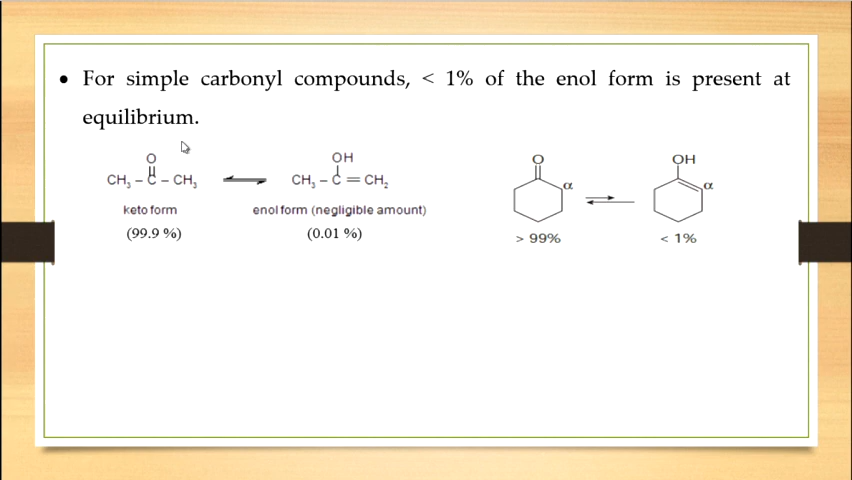 • For simple carbonyl compounds, < 1% of the enol form is present at
equilibrium.
O
CH₃ – C – CH₃
keto form
(99.9 %)
OH
CH₃ – C = CH₂
enol form (negligible amount)
(0.01 %)
O
α
> 99%
OH
α
< 1%